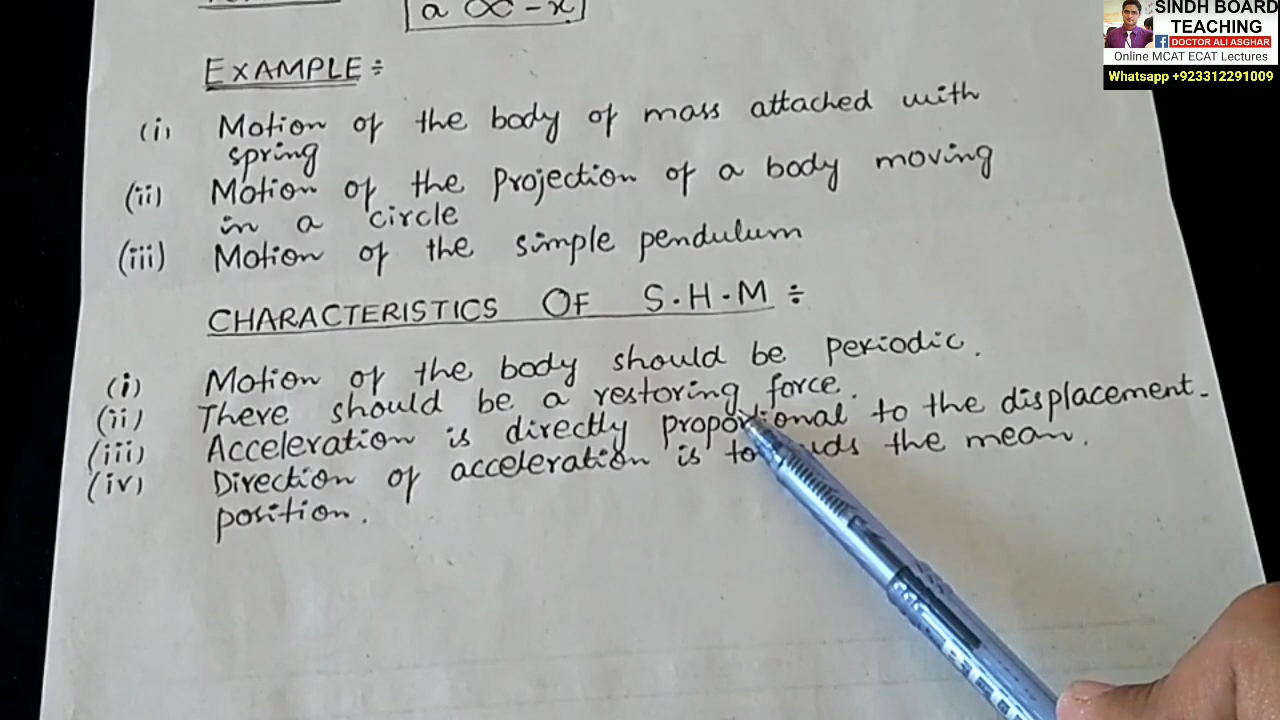 a ∝ -x
EXAMPLE÷
(i) Motion of the body of mass attached with
spring
(ii) Motion of the projection of a body moving
in a circle
(iii) Motion of the simple pendulum
CHARACTERISTICS OF S.H.M÷
(i) Motion of the body should be periodic.
(ii) There should be a restoring force.
(iii) Acceleration is directly proportional to the displacement.
(iv) Direction of acceleration is towards the mean.
position.
SINDH BOARD
TEACHING
DOCTOR ALI ASGHAR
Online MCAT ECAT Lectures
Whatsapp +923312291009